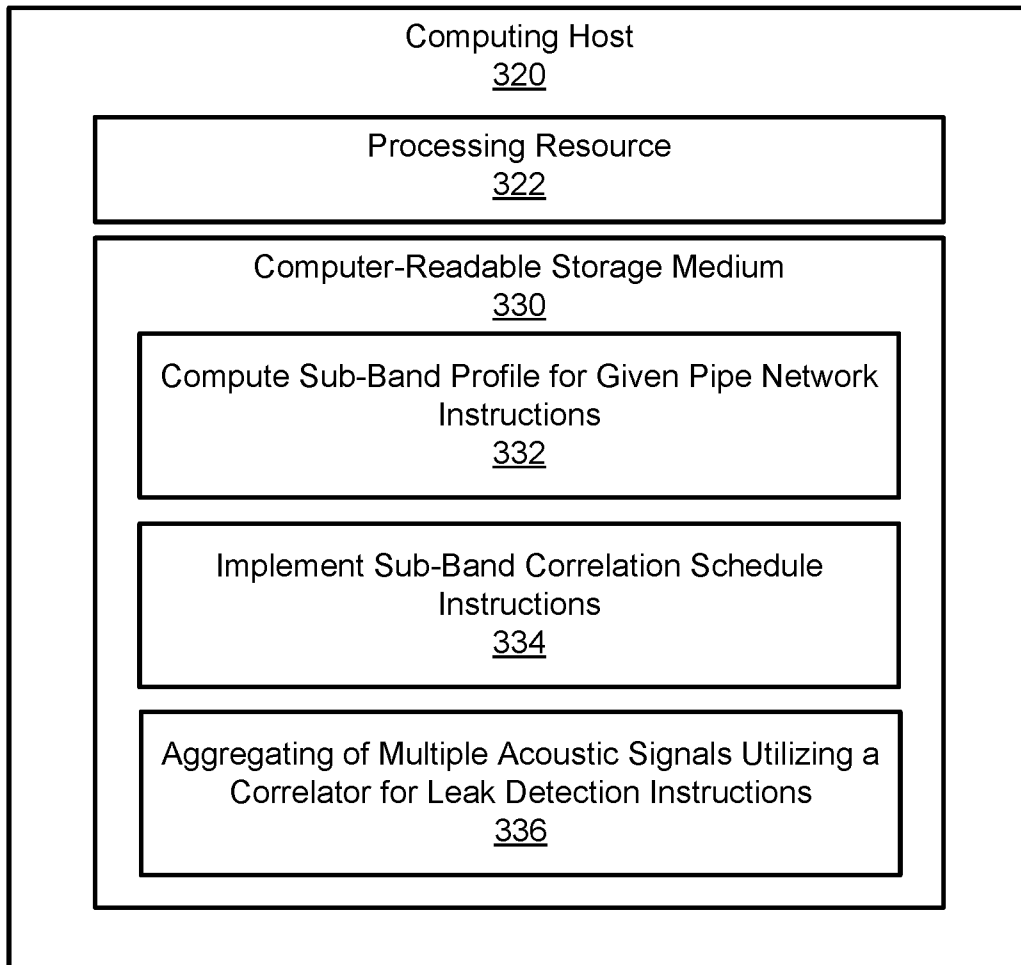 Computing Host
320
Processing Resource
322
Computer-Readable Storage Medium
330
Compute Sub-Band Profile for Given Pipe Network
Instructions
332
Implement Sub-Band Correlation Schedule
Instructions
334
Aggregating of Multiple Acoustic Signals Utilizing a
Correlator for Leak Detection Instructions
336